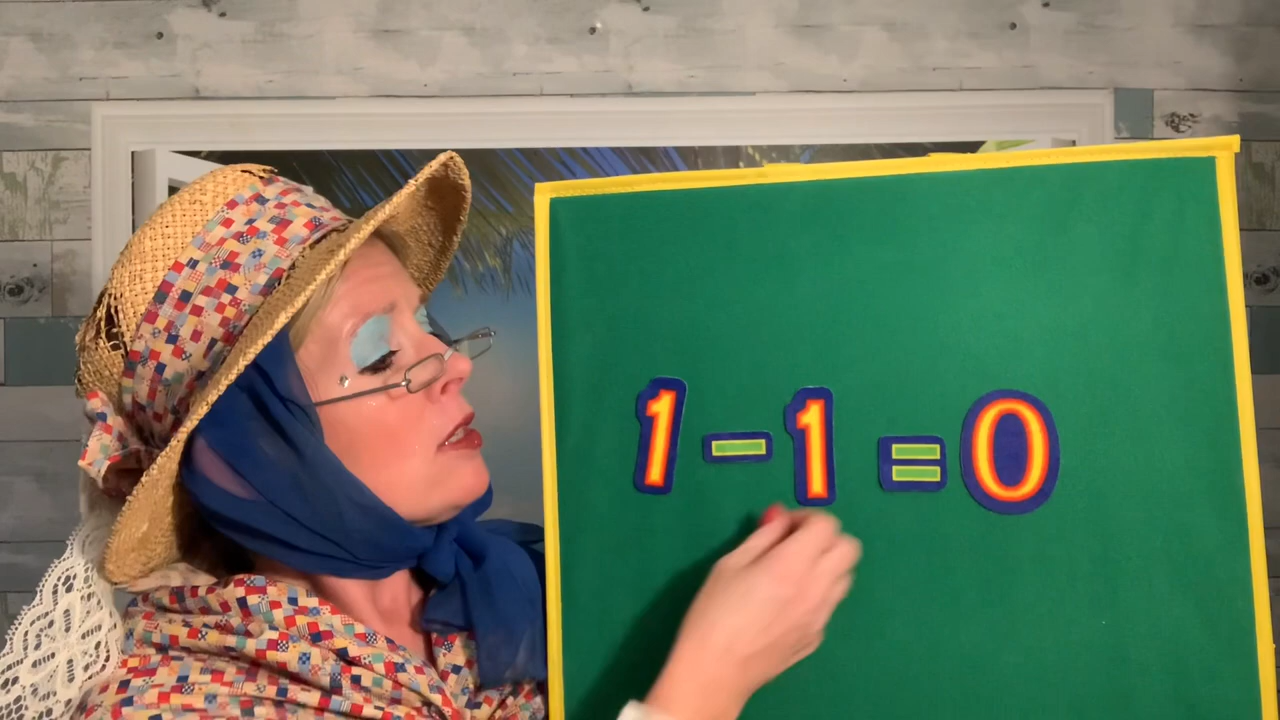 1 - 1 = 0